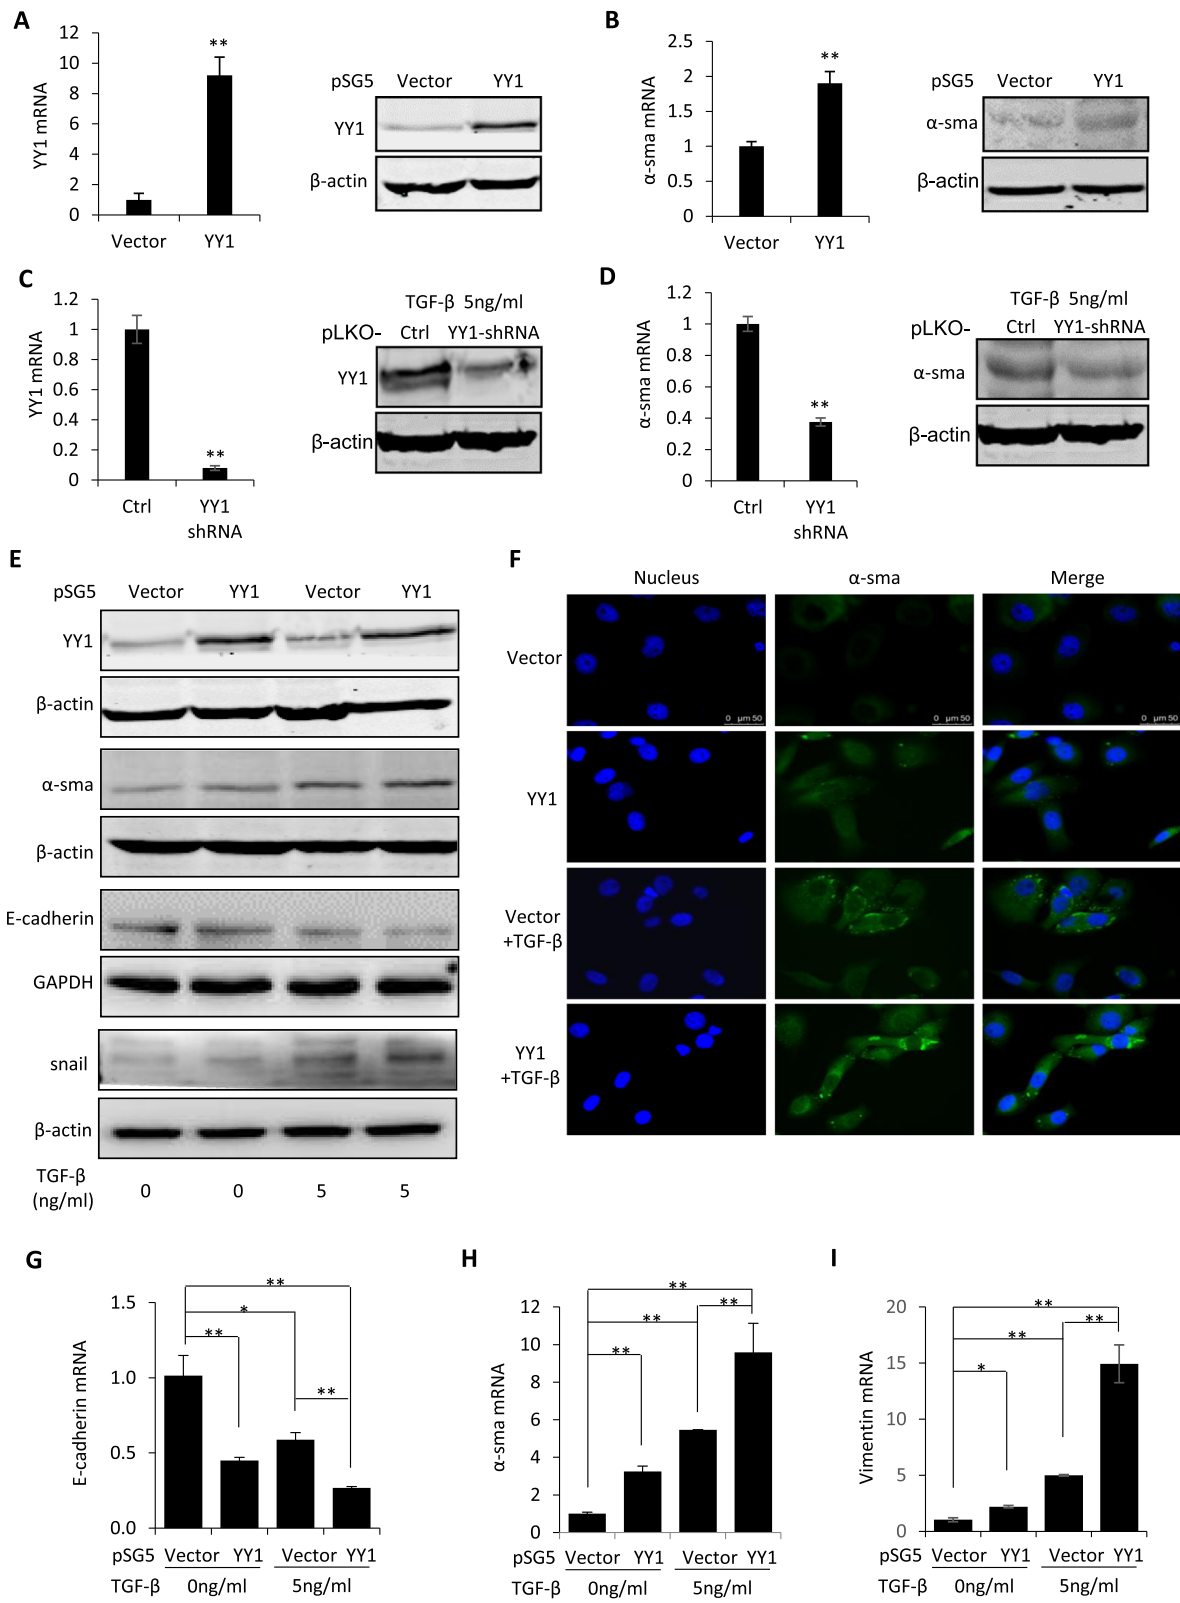 A
YY1 mRNA
12
10
8
6
4
2
0
**
Vector YY1
pSG5 Vector YY1
YY1
β-actin
B
α-sma mRNA
2.5
2
1.5
1
0.5
0
**
Vector YY1
pSG5 Vector YY1
α-sma
β-actin
C
YY1 mRNA
1.2
1
0.8
0.6
0.4
0.2
0
**
Ctrl YY1
shRNA
TGF-β 5ng/ml
pLKO- Ctrl YY1-shRNA
YY1
β-actin
D
α-sma mRNA
1.2
1
0.8
0.6
0.4
0.2
0
**
Ctrl YY1
shRNA
TGF-β 5ng/ml
pLKO- Ctrl YY1-shRNA
α-sma
β-actin
E
pSG5 Vector YY1 Vector YY1
YY1
β-actin
α-sma
β-actin
E-cadherin
GAPDH
snail
β-actin
TGF-β
(ng/ml) 0 0 5 5
F
Nucleus α-sma Merge
Vector
0 µm 50 0 µm 50 0 µm 50
YY1
Vector
+TGF-β
YY1
+TGF-β
G
E-cadherin mRNA
1.5
1.0
0.5
0.0
**
*
**
**
pSG5 Vector YY1 Vector YY1
TGF-β 0ng/ml 5ng/ml
H
α-sma mRNA
12
10
8
6
4
2
0
**
**
**
**
pSG5 Vector YY1 Vector YY1
TGF-β 0ng/ml 5ng/ml
I
Vimentin mRNA
20
15
10
5
0
**
**
**
*
pSG5 Vector YY1 Vector YY1
TGF-β 0ng/ml 5ng/ml